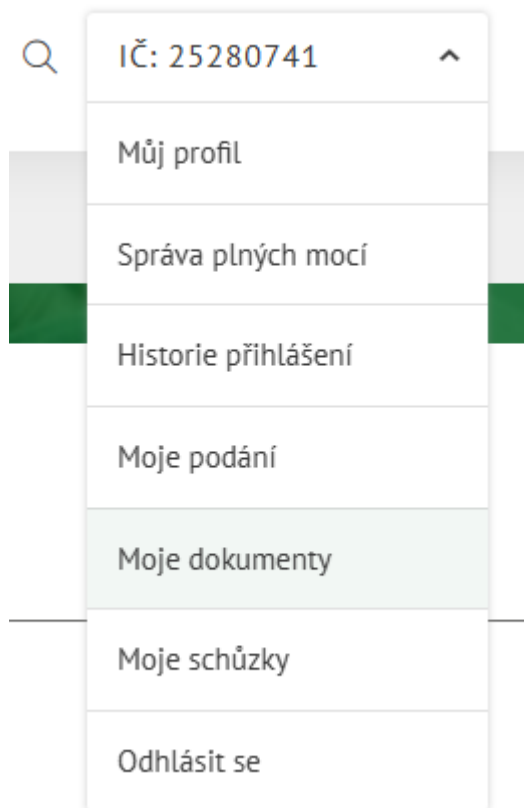 IČ: 25280741
Můj profil
Správa plných mocí
Historie přihlášení
Moje podání
Moje dokumenty
Moje schůzky
Odhlásit se